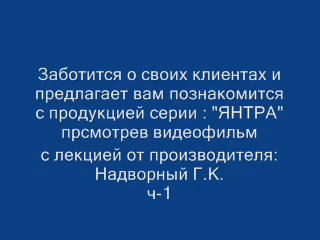 Заботится о своих клиентах и
предлагает вам познакомится
с продукцией серии : "ЯНТРА"
прсмотрев видеофильм
с лекцией от производителя:
Надворный Г.К.
ч-1